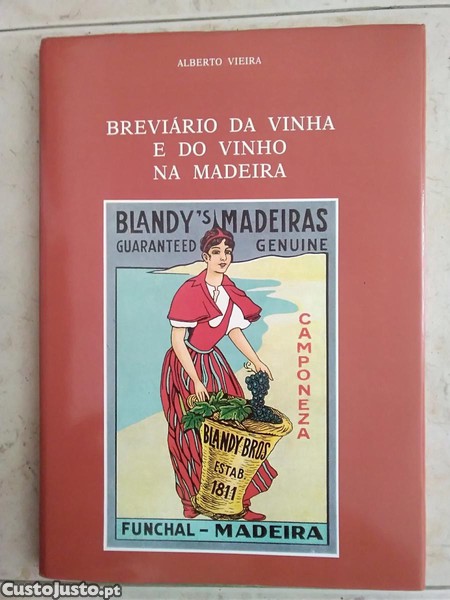 ALBERTO VIEIRA
BREVIÁRIO DA VINHA
E DO VINHO
NA MADEIRA
BLANDY'S MADEIRAS
GUARANTEED GENUINE
CAMPONEZA
BLANDY BROS
ESTAB.
1811
FUNCHAL – MADEIRA
CustoJusto.pt